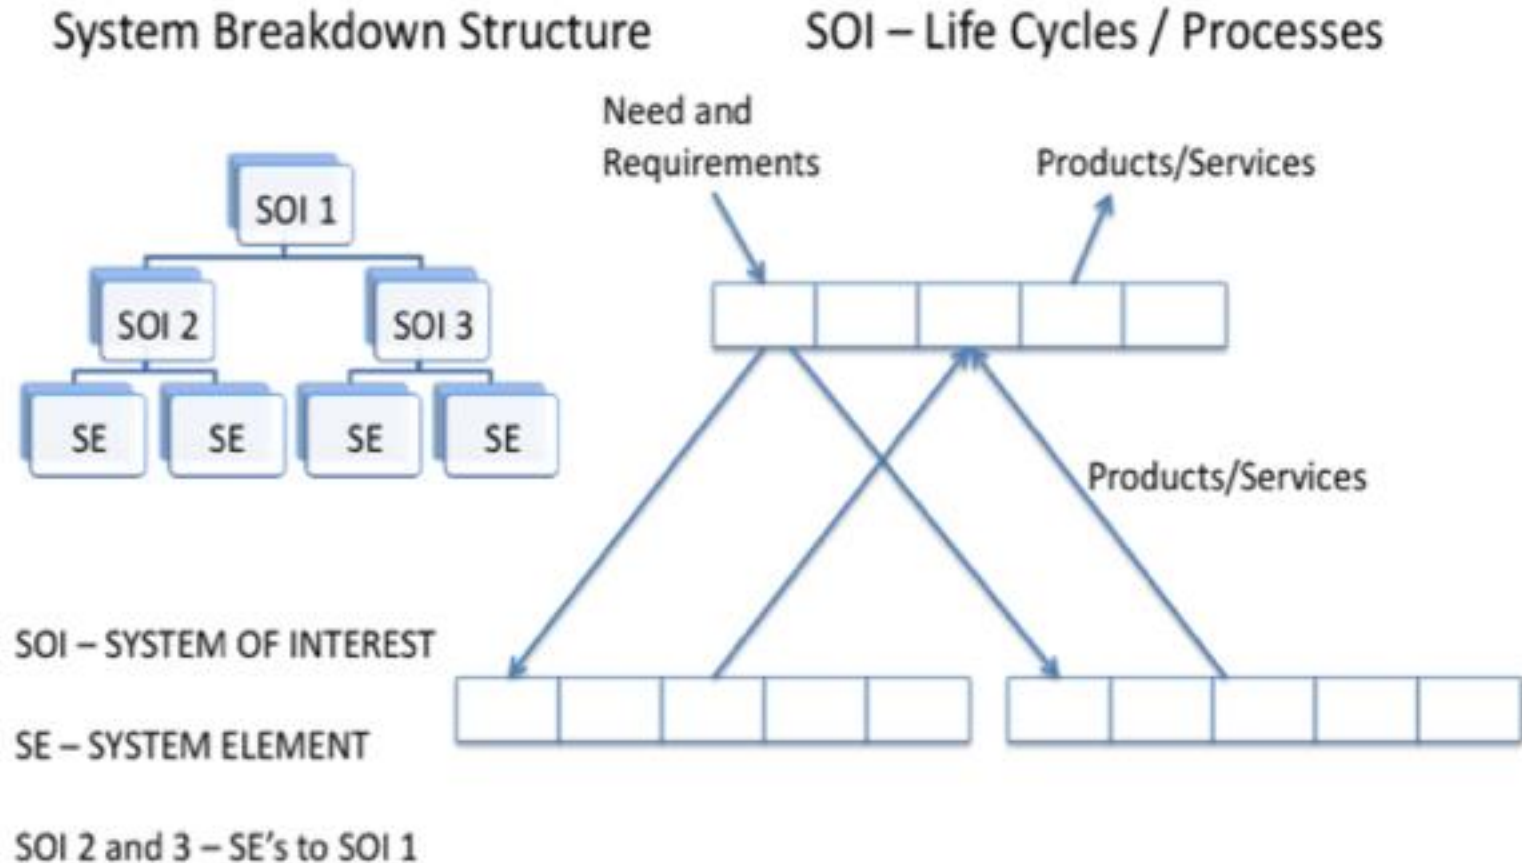 System Breakdown Structure
SOI – Life Cycles / Processes
Need and
Requirements
Products/Services
SOI 1
SOI 2
SOI 3
SE
SE
SE
SE
Products/Services
SOI – SYSTEM OF INTEREST
SE – SYSTEM ELEMENT
SOI 2 and 3 – SE's to SOI 1